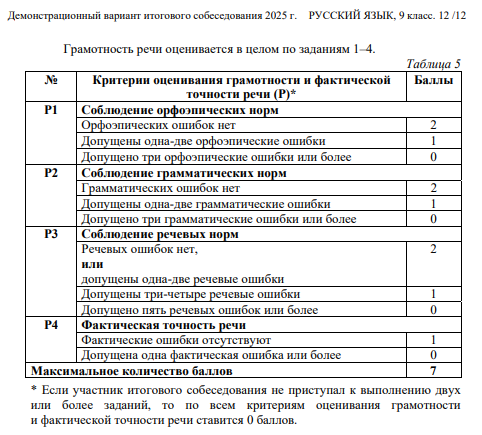 Демонстрационный вариант итогового собеседования 2025 г. РУССКИЙ ЯЗЫК, 9 класс. 12 /12
Грамотность речи оценивается в целом по заданиям 1–4.
Таблица 5
№ Критерии оценивания грамотности и фактической точности речи (Р)* Баллы
Р1 Соблюдение орфоэпических норм
Орфоэпических ошибок нет 2
Допущены одна-две орфоэпические ошибки 1
Допущено три орфоэпические ошибки или более 0
Р2 Соблюдение грамматических норм
Грамматических ошибок нет 2
Допущены одна-две грамматические ошибки 1
Допущено три грамматические ошибки или более 0
Р3 Соблюдение речевых норм
Речевых ошибок нет, 2
или
допущены одна-две речевые ошибки
Допущены три-четыре речевые ошибки 1
Допущено пять речевых ошибок или более 0
Р4 Фактическая точность речи
Фактические ошибки отсутствуют 1
Допущена одна фактическая ошибка или более 0
Максимальное количество баллов 7
* Если участник итогового собеседования не приступал к выполнению двух
или более заданий, то по всем критериям оценивания грамотности
и фактической точности речи ставится 0 баллов.